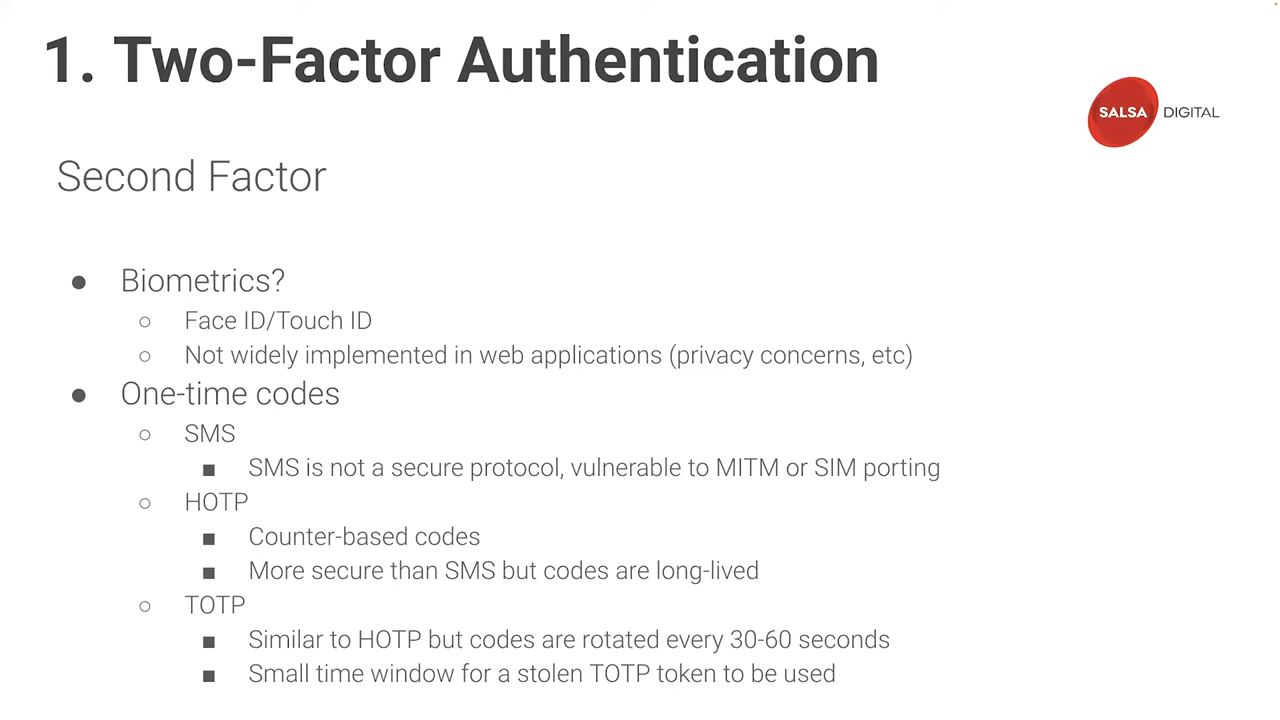 1. Two-Factor Authentication
SALSA DIGITAL
Second Factor
● Biometrics?
○ Face ID/Touch ID
○ Not widely implemented in web applications (privacy concerns, etc)
● One-time codes
○ SMS
■ SMS is not a secure protocol, vulnerable to MITM or SIM porting
○ HOTP
■ Counter-based codes
■ More secure than SMS but codes are long-lived
○ TOTP
■ Similar to HOTP but codes are rotated every 30-60 seconds
■ Small time window for a stolen TOTP token to be used